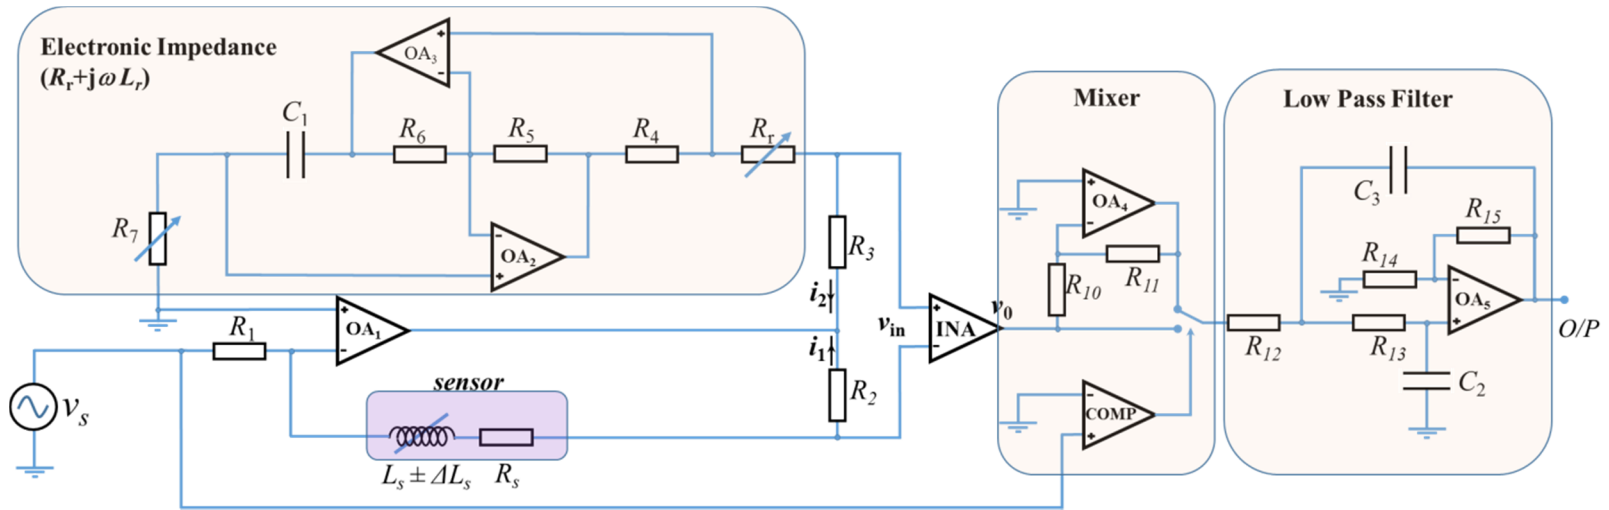 Electronic Impedance
(Rr+jωLr)
OA3
+
-
C1
R6
R5
R4
Rr
R7
-
OA2
+
R3
i2
+
OA1
-
R1
i1
R2
vs
sensor
Ls ± ΔLs
Rs
vin
+
INA
-
v0
Mixer
+
OA4
-
R10
R11
-
COMP
+
Low Pass Filter
C3
R15
R14
-
OA5
+
R12
R13
C2
O/P